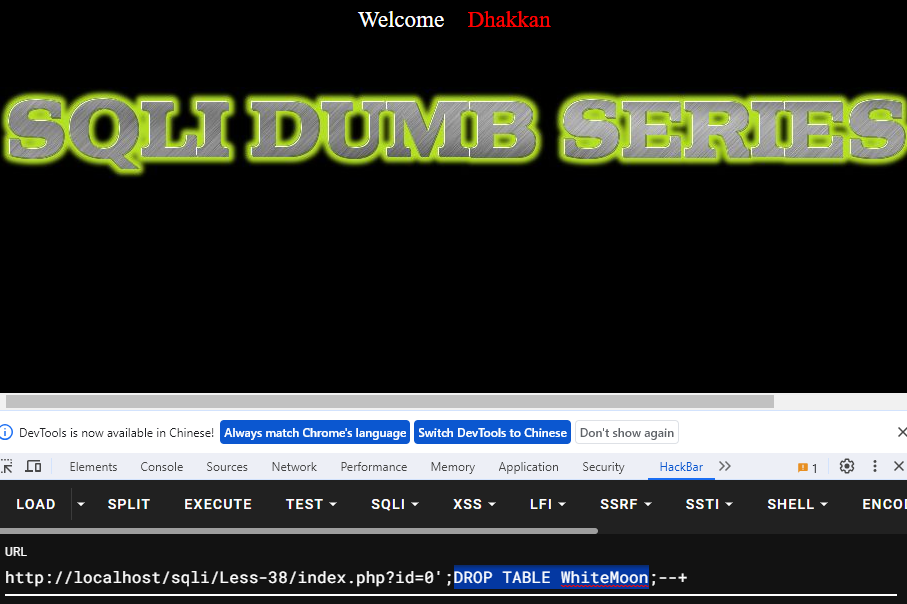 Welcome Dhakkan
SQLI DUMB SERIES
DevTools is now available in Chinese! Always match Chrome's language Switch DevTools to Chinese Don't show again
Elements Console Sources Network Performance Memory Application Security HackBar 1
LOAD SPLIT EXECUTE TEST SQLI XSS LFI SSRF SSTI SHELL ENCO
URL
http://localhost/sqli/Less-38/index.php?id=0';DROP TABLE WhiteMoon;--+